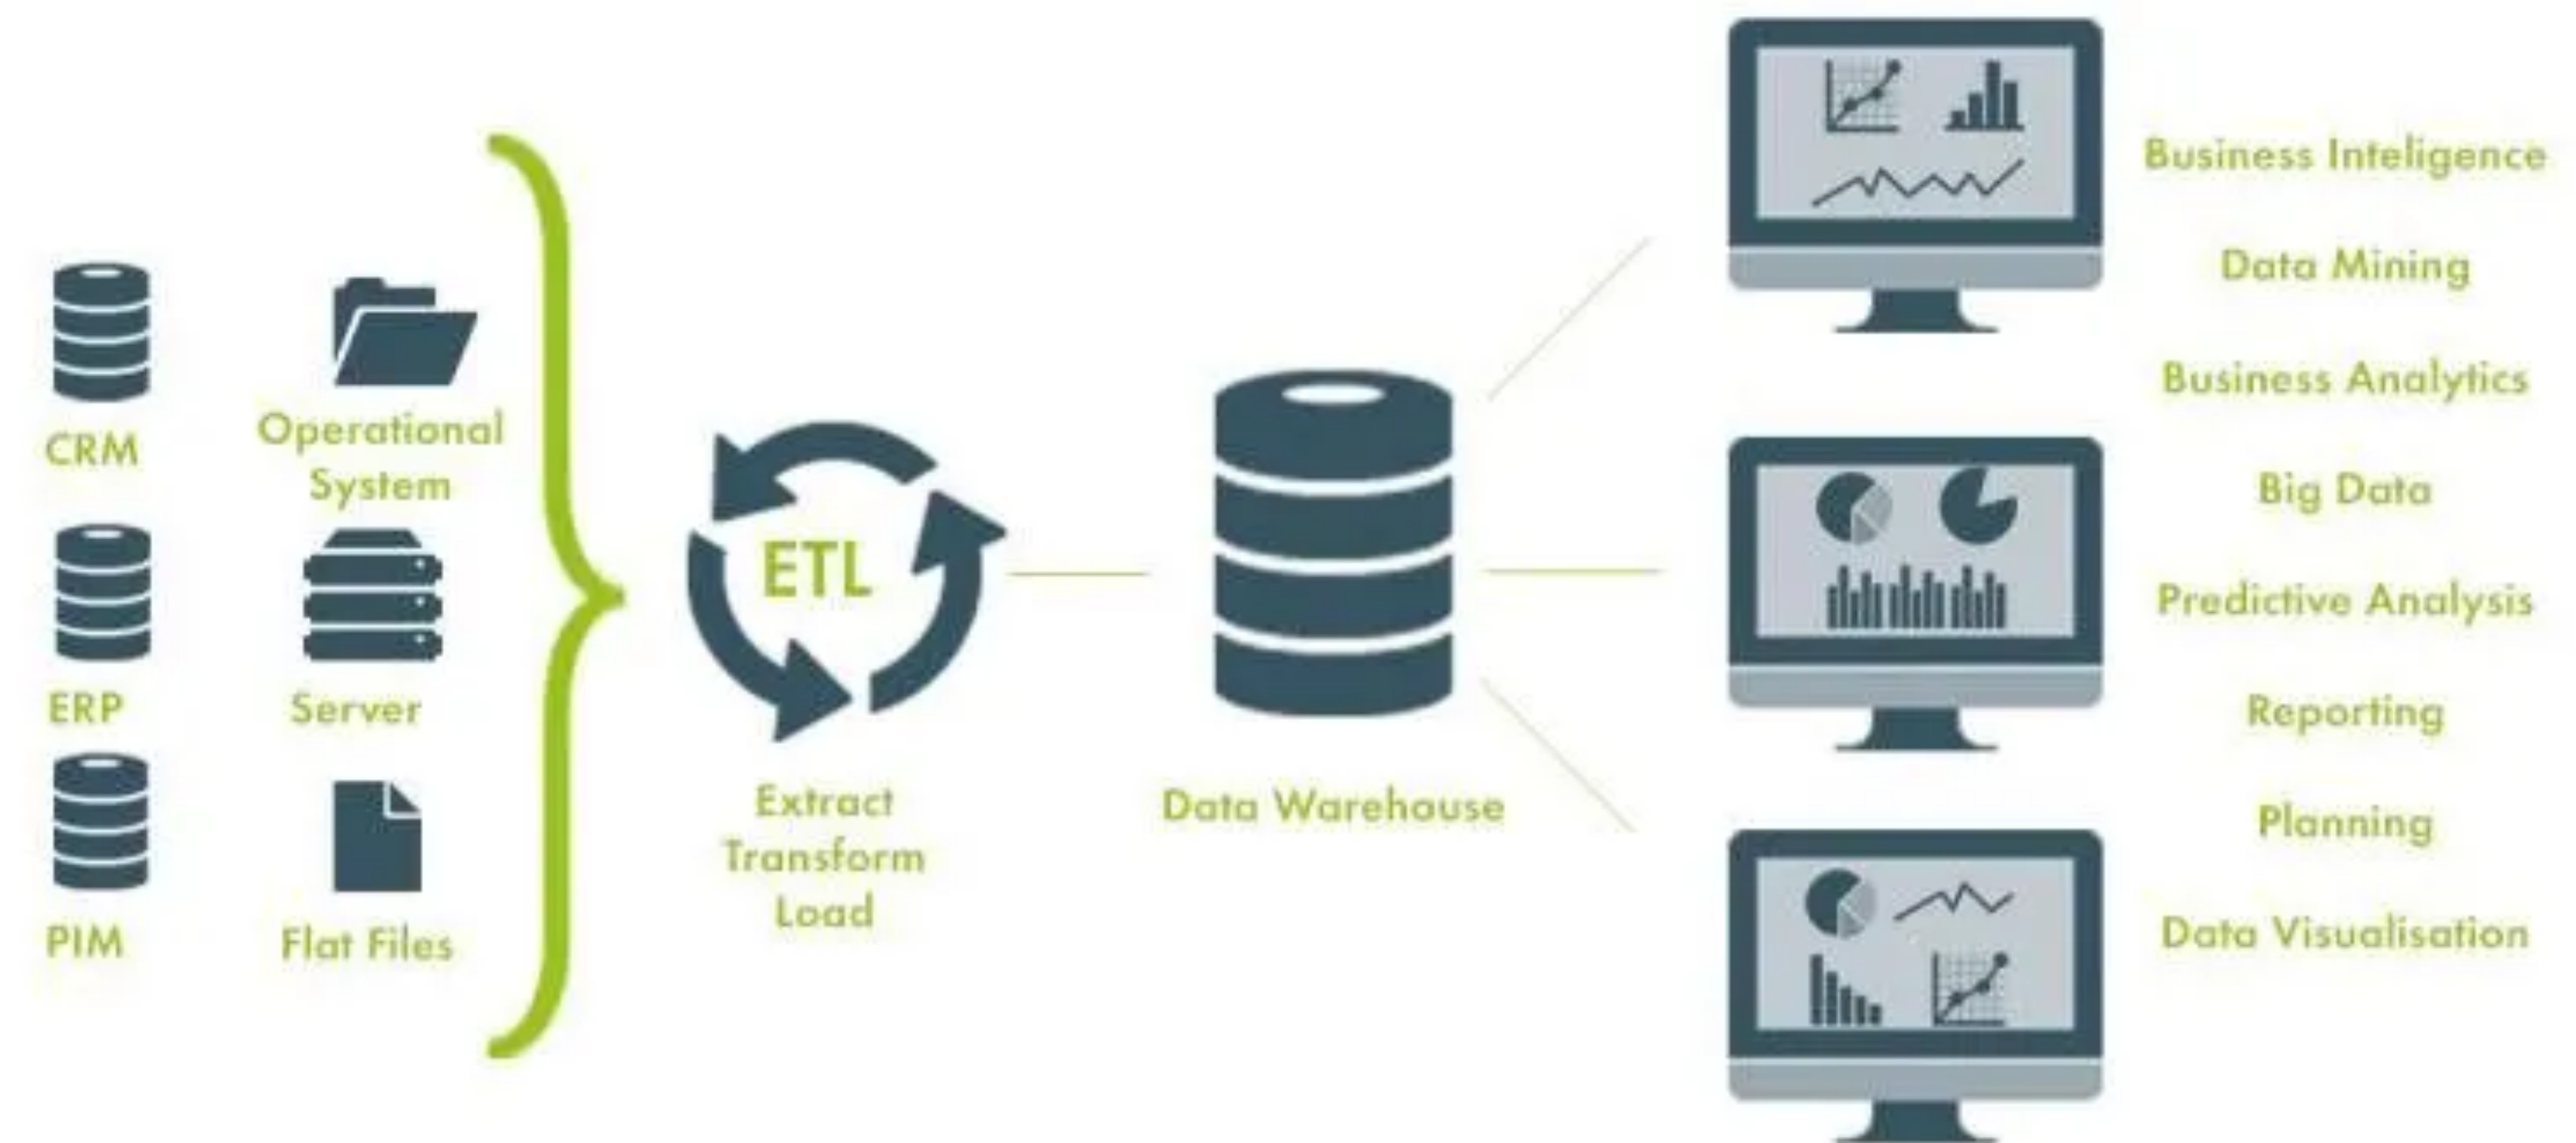 CRM
Operational
System
ERP
Server
PIM
Flat Files
ETL
Extract
Transform
Load
Data Warehouse
Business Inteligence
Data Mining
Business Analytics
Big Data
Predictive Analysis
Reporting
Planning
Data Visualisation